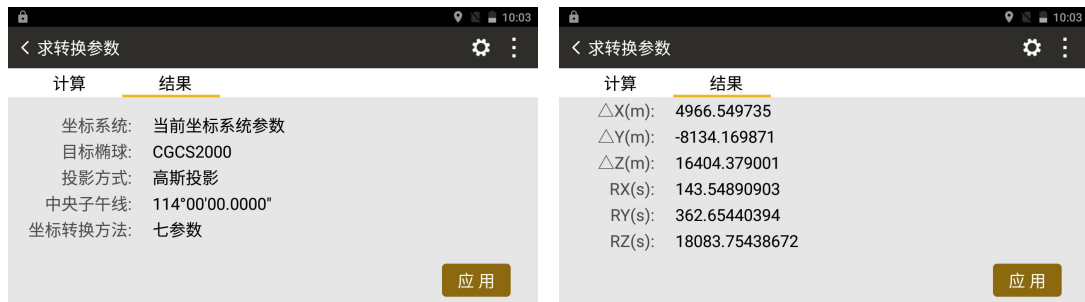 10:03
求转换参数
计算 结果
坐标系统: 当前坐标系统参数
目标椭球: CGCS2000
投影方式: 高斯投影
中央子午线: 114°00'00.0000"
坐标转换方法: 七参数
应用
10:03
求转换参数
计算 结果
△X(m): 4966.549735
△Y(m): -8134.169871
△Z(m): 16404.379001
RX(s): 143.54890903
RY(s): 362.65440394
RZ(s): 18083.75438672
应用